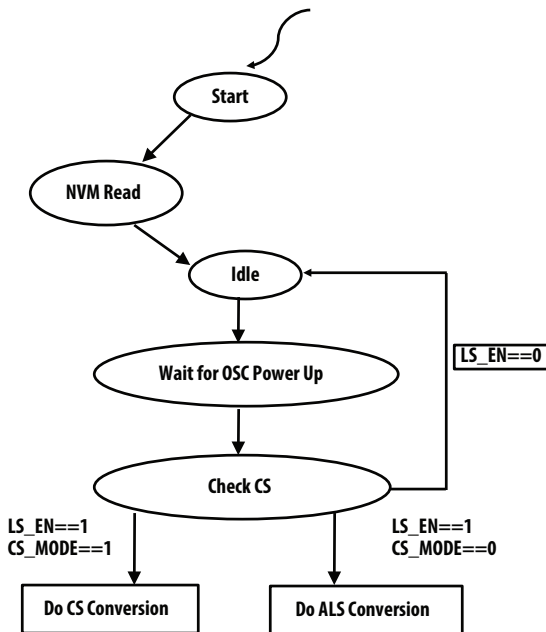 Start
NVM Read
Idle
LS_EN==0
Wait for OSC Power Up
Check CS
LS_EN==1
CS_MODE==1
LS_EN==1
CS_MODE==0
Do CS Conversion
Do ALS Conversion